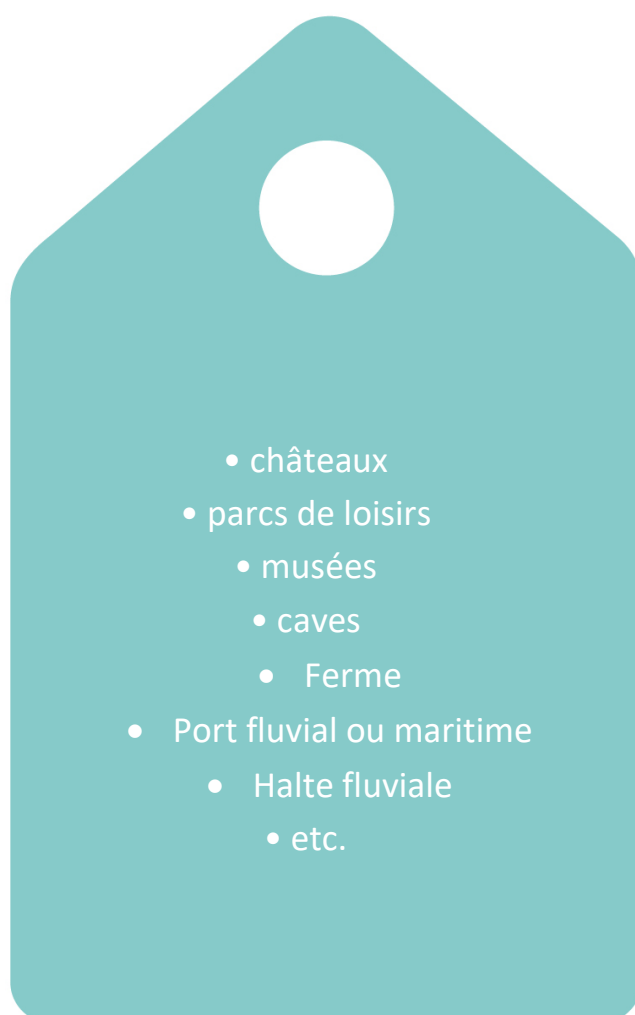 • châteaux
• parcs de loisirs
• musées
• caves
• Ferme
• Port fluvial ou maritime
• Halte fluviale
• etc.